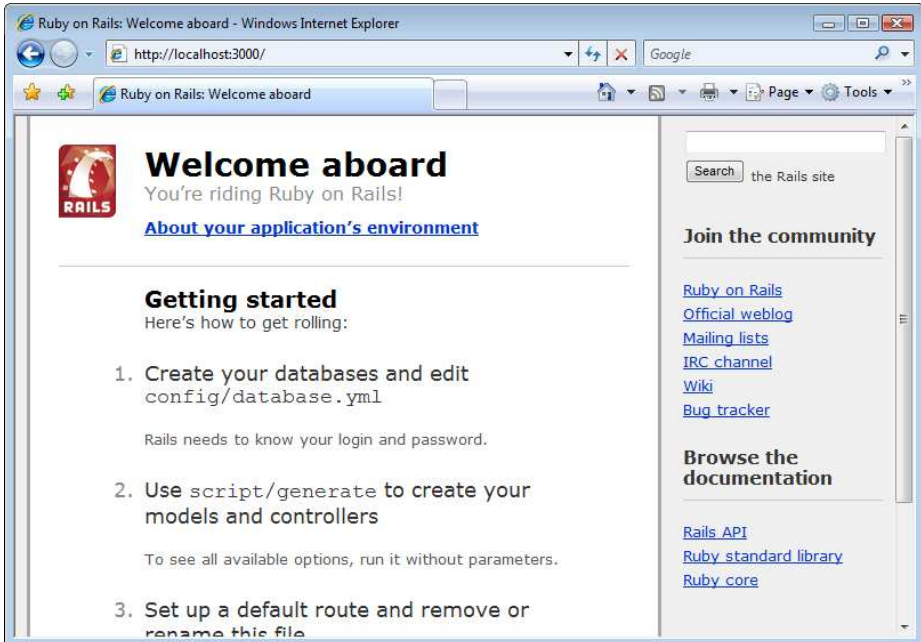 Ruby on Rails: Welcome aboard - Windows Internet Explorer
http://localhost:3000/
Google
Ruby on Rails: Welcome aboard
Page
Tools
RAILS
Welcome aboard
You're riding Ruby on Rails!
About your application's environment
Getting started
Here's how to get rolling:
1. Create your databases and edit
config/database.yml
Rails needs to know your login and password.
2. Use script/generate to create your
models and controllers
To see all available options, run it without parameters.
3. Set up a default route and remove or
rename this file
Search the Rails site
Join the community
Ruby on Rails
Official weblog
Mailing lists
IRC channel
Wiki
Bug tracker
Browse the
documentation
Rails API
Ruby standard library
Ruby core